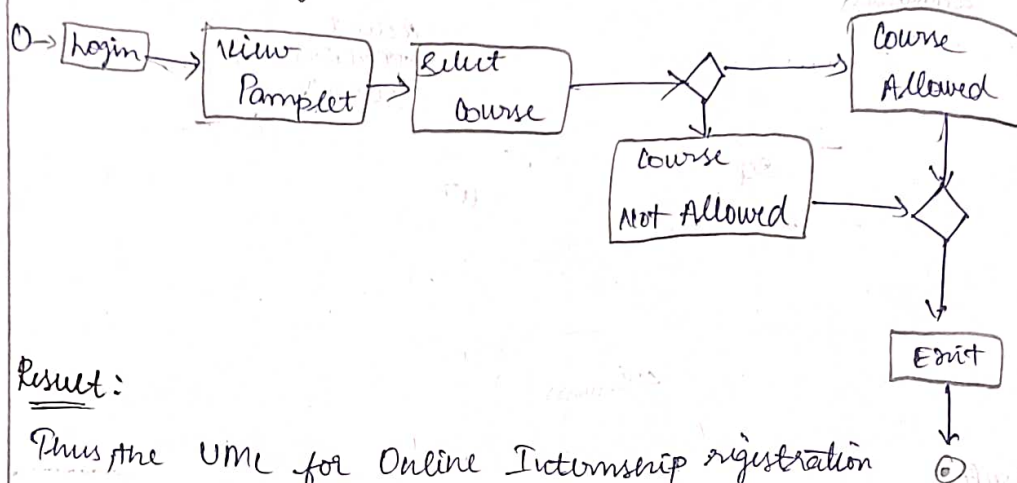 Login
View
Pamplet
Select
Course
Course
Allowed
Course
Not Allowed
Exit
Result:
Thus, the UML for Online Internship registration